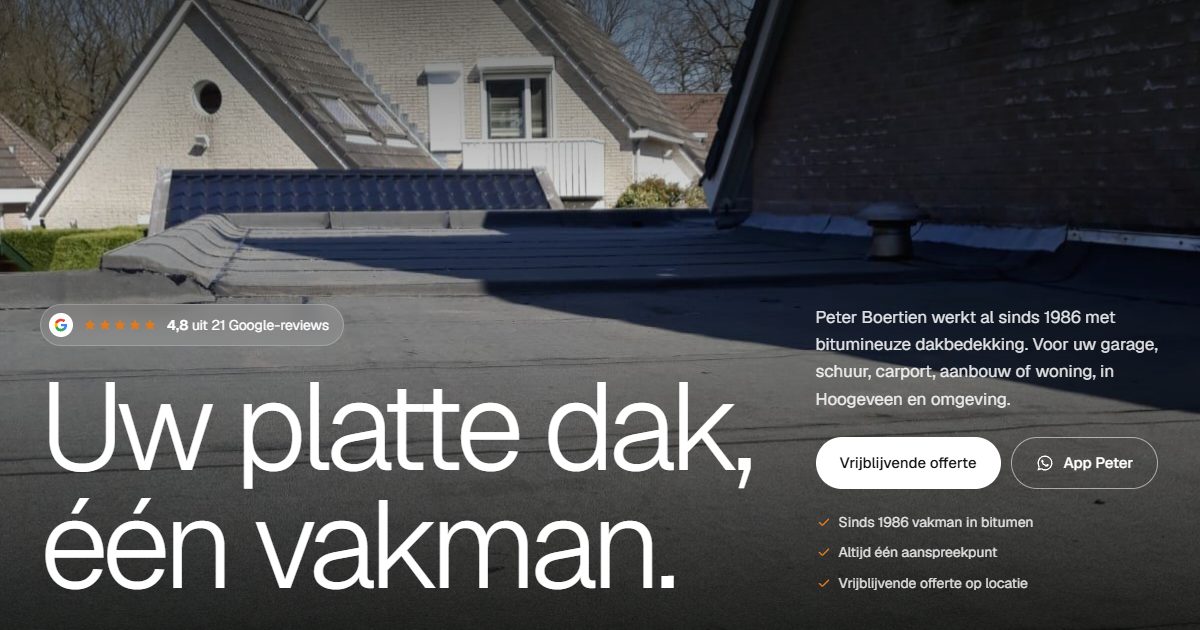 4,8 uit 21 Google-reviews
Uw platte dak,
één vakman.
Peter Boertien werkt al sinds 1986 met
bitumineuze dakbedekking. Voor uw garage,
schuur, carport, aanbouw of woning, in
Hoogeveen en omgeving.
Vrijblijvende offerte
App Peter
Sinds 1986 vakman in bitumen
Altijd één aanspreekpunt
Vrijblijvende offerte op locatie